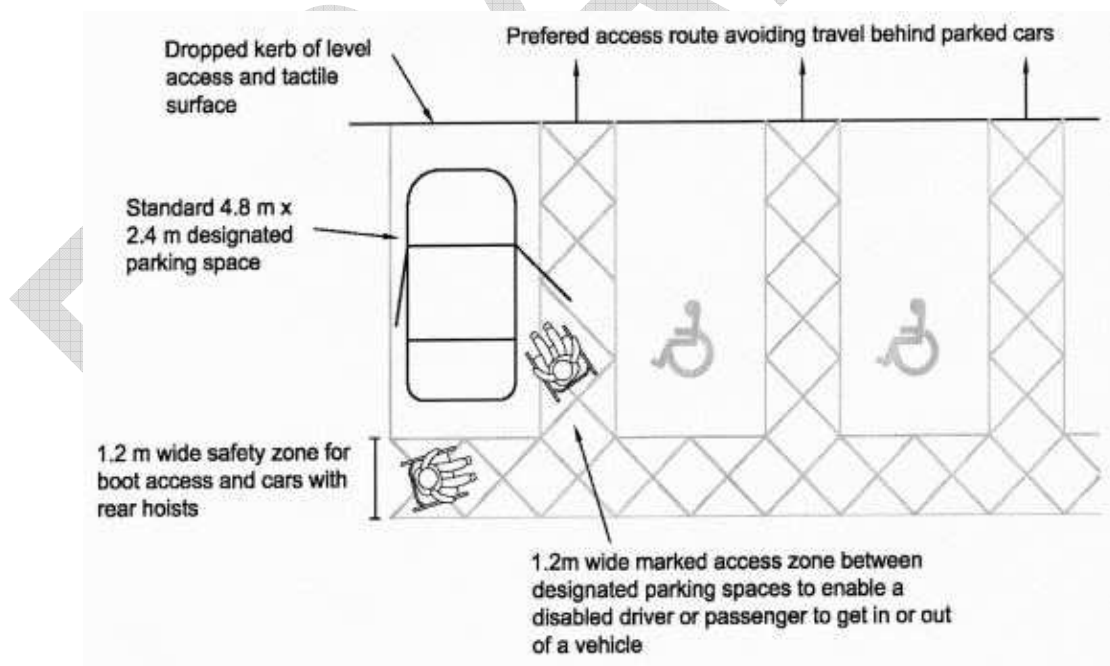 Dropped kerb of level
access and tactile
surface
Prefered access route avoiding travel behind parked cars
Standard 4.8 m x
2.4 m designated
parking space
1.2 m wide safety zone for
boot access and cars with
rear hoists
1.2m wide marked access zone between
designated parking spaces to enable a
disabled driver or passenger to get in or out
of a vehicle